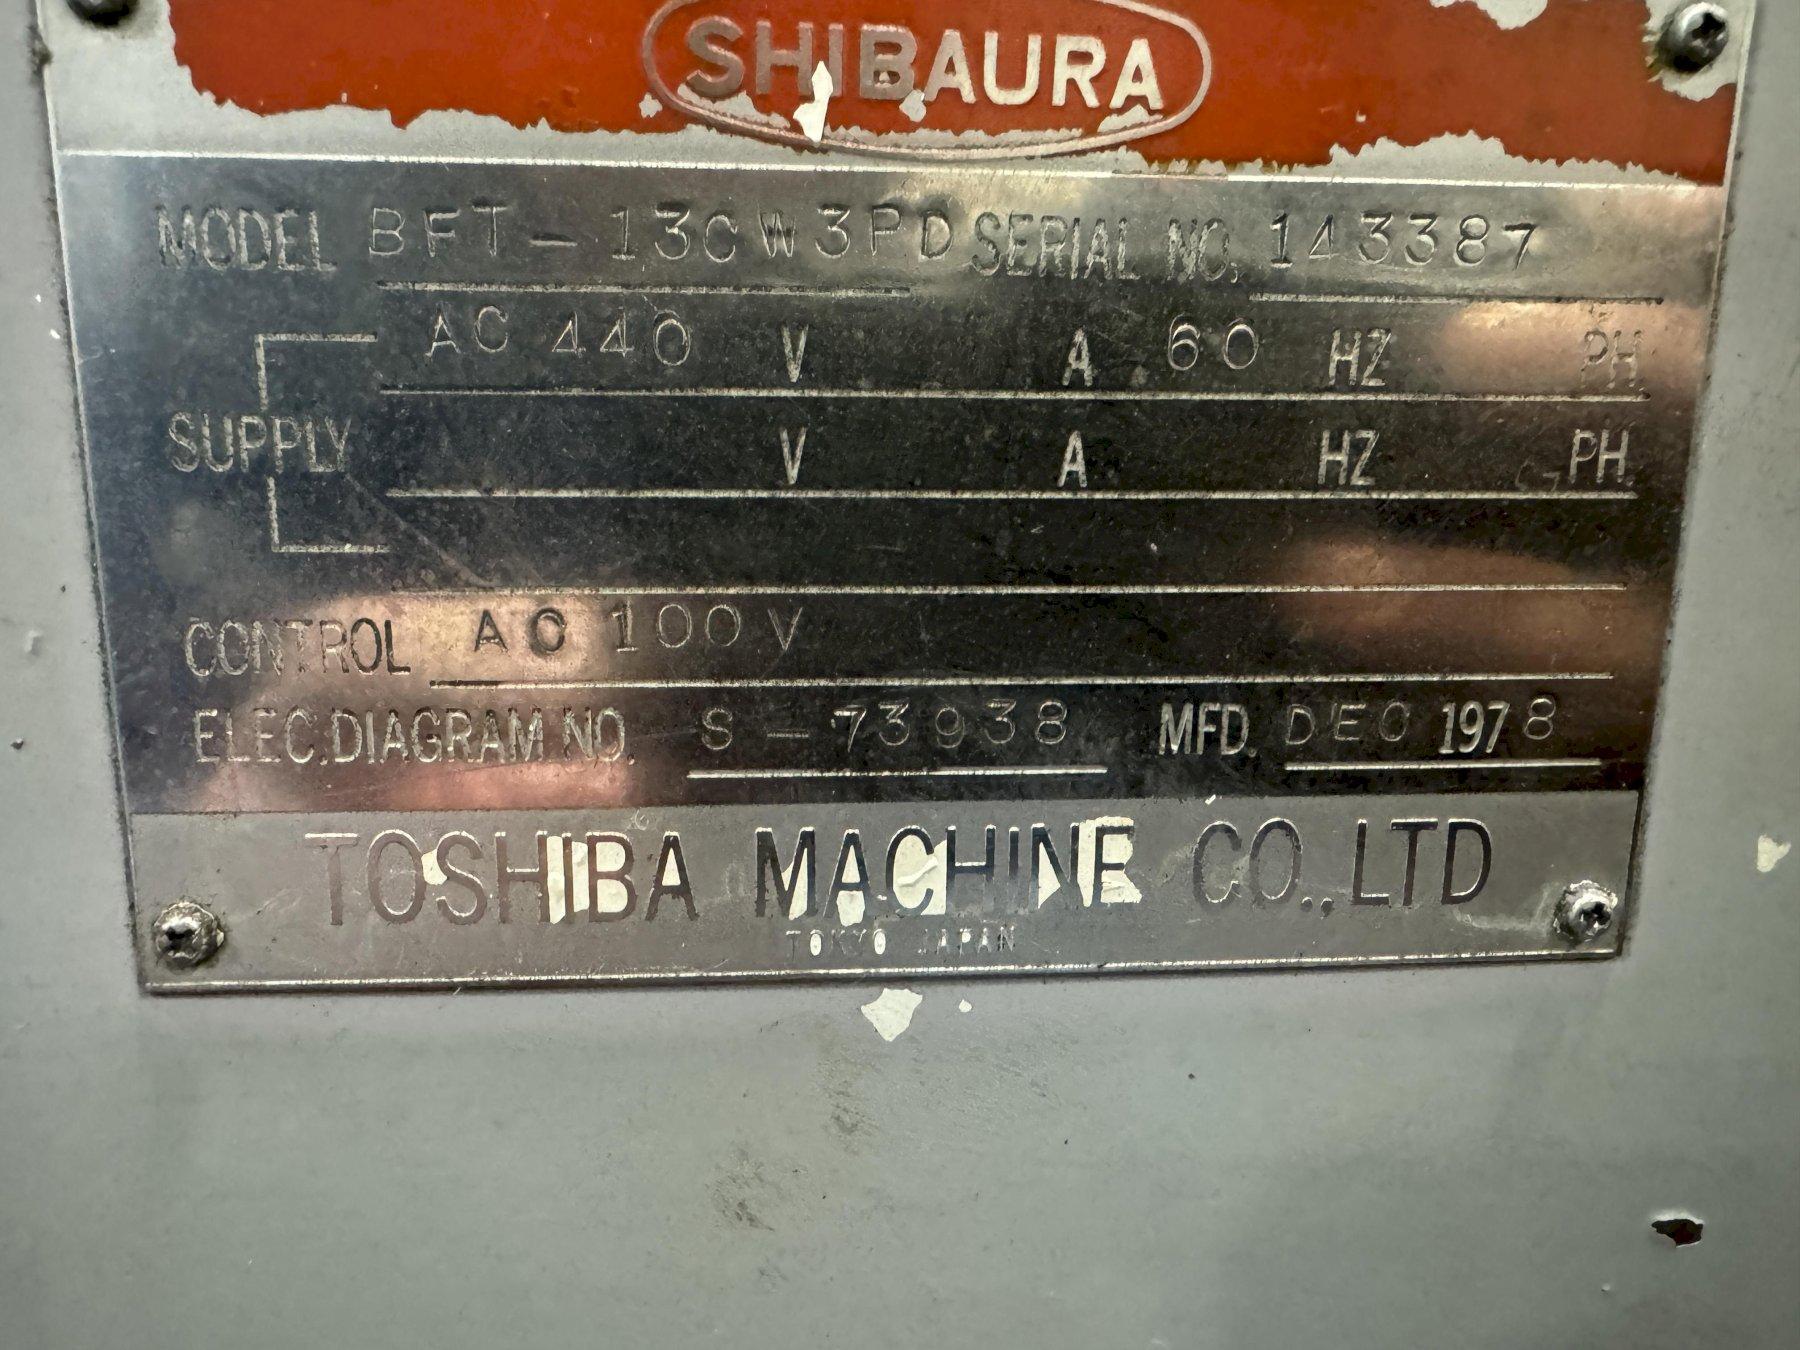 SHIBAURA
MODEL BFT-13CW3PD SERIAL NO. 143387
AC 440 V A 60 HZ PH.
SUPPLY V A HZ PH.
CONTROL AC 100V
ELEC.DIAGRAM NO. S-73938 MFD. DEC 1978
TOSHIBA MACHINE CO.,LTD
TOKYO JAPAN